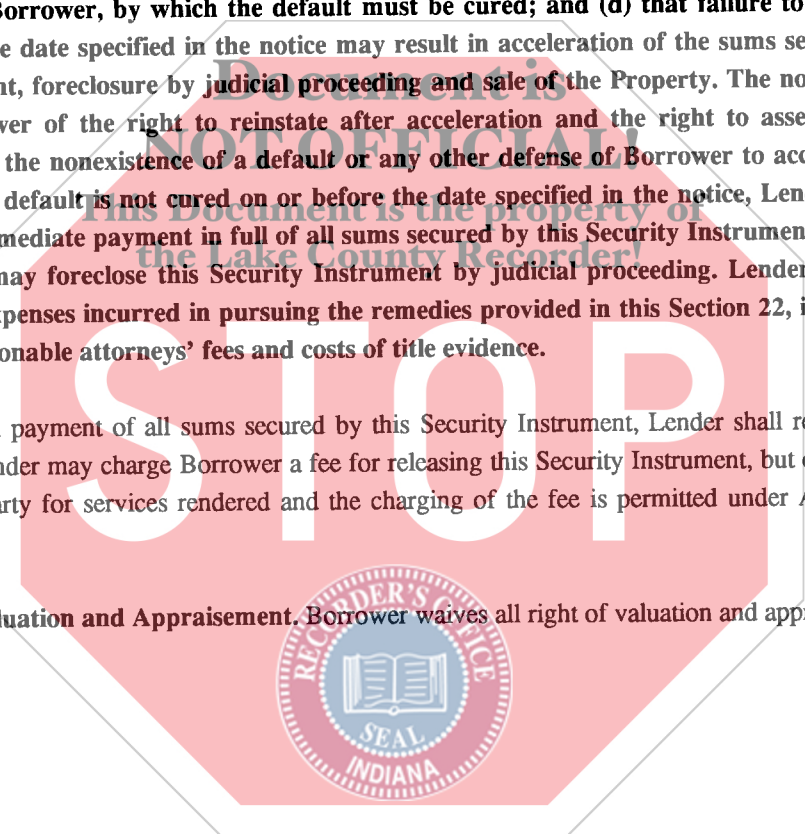 Borrower, by which the default must be cured; and (d) that failure to
e date specified in the notice may result in acceleration of the sums se
nt, foreclosure by judicial proceeding and sale of the Property. The no
wer of the right to reinstate after acceleration and the right to asse
the nonexistence of a default or any other defense of Borrower to acc
default is not cured on or before the date specified in the notice, Len
mediate payment in full of all sums secured by this Security Instrumen
may foreclose this Security Instrument by judicial proceeding. Lender
penses incurred in pursuing the remedies provided in this Section 22, i
onable attorneys' fees and costs of title evidence.
payment of all sums secured by this Security Instrument, Lender shall re
nder may charge Borrower a fee for releasing this Security Instrument, but
arty for services rendered and the charging of the fee is permitted under A
luation and Appraisement. Borrower waives all right of valuation and appr
Document is
NOT OFFICIAL!
This Document is the property of
the Lake County Recorder!
STOP
RECORDER'S OFFICE
SEAL
INDIANA